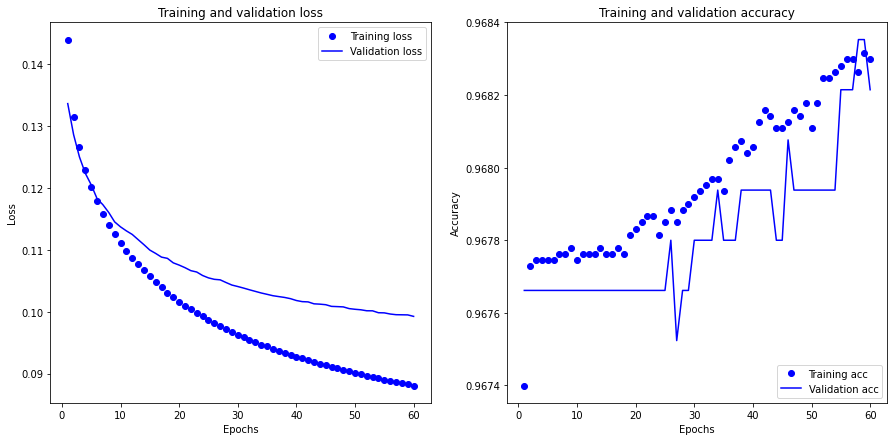 Training and validation loss
Training loss
Validation loss
0.14
0.13
0.12
0.11
0.10
0.09
Loss
0
10
20
30
40
50
60
Epochs
Training and validation accuracy
0.9684
0.9682
0.9680
0.9678
0.9676
0.9674
Accuracy
Training acc
Validation acc
0
10
20
30
40
50
60
Epochs